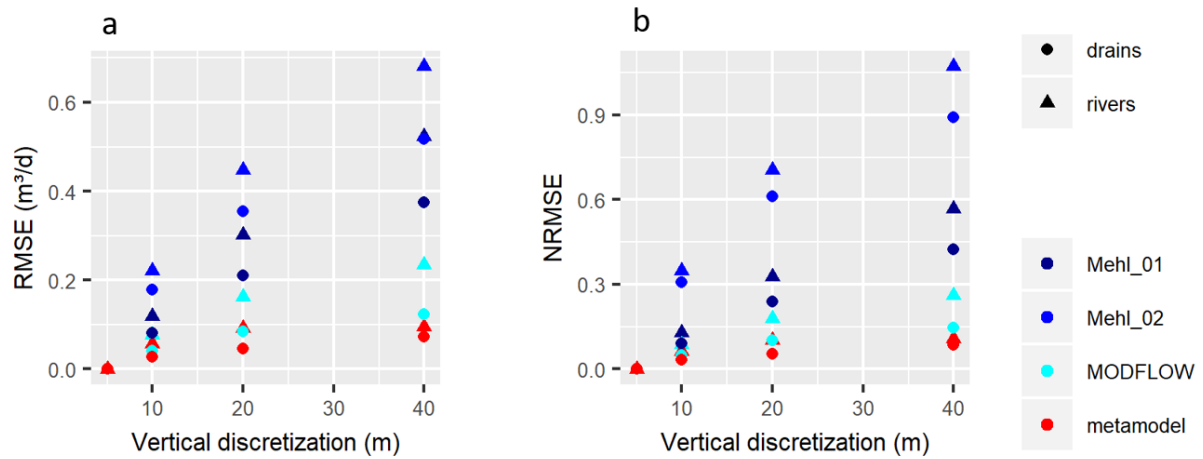 a
b
0.6
0.4
0.2
0.0
RMSE (m³/d)
10
20
30
40
Vertical discretization (m)
0.9
0.6
0.3
0.0
NRMSE
10
20
30
40
Vertical discretization (m)
drains
rivers
Mehl_01
Mehl_02
MODFLOW
metamodel